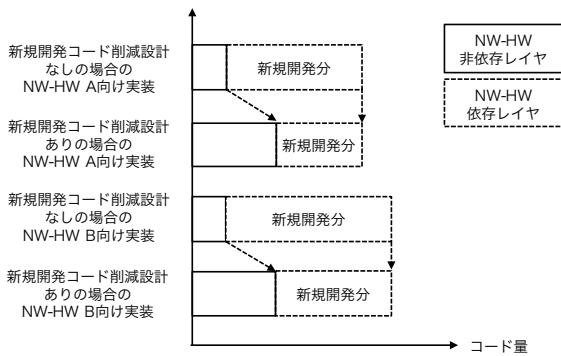 新規開発コード削減設計
なしの場合の
NW-HW A向け実装
新規開発分
新規開発コード削減設計
ありの場合の
NW-HW A向け実装
新規開発分
新規開発コード削減設計
なしの場合の
NW-HW B向け実装
新規開発分
新規開発コード削減設計
ありの場合の
NW-HW B向け実装
新規開発分
コード量
NW-HW
非依存レイヤ
NW-HW
依存レイヤ